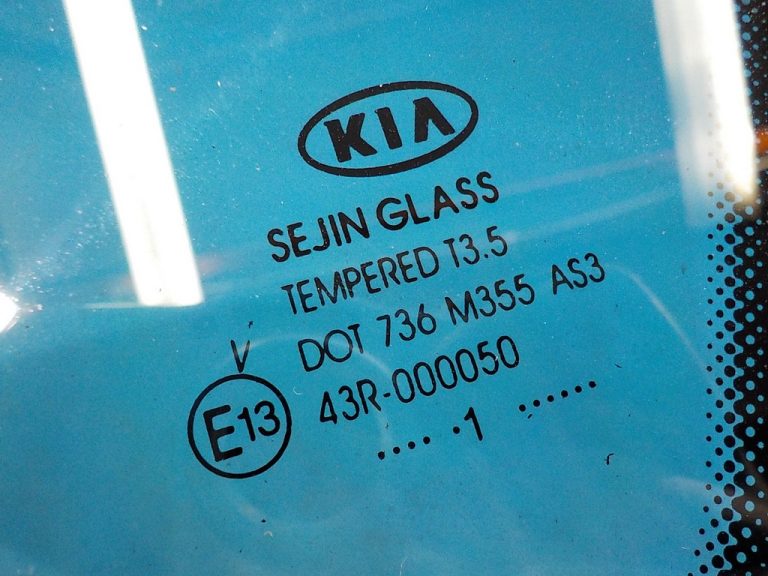 KIA
SEJIN GLASS
TEMPERED T3.5
DOT 736 M355 AS3
V
E13 43R-000050
.... .1 ......